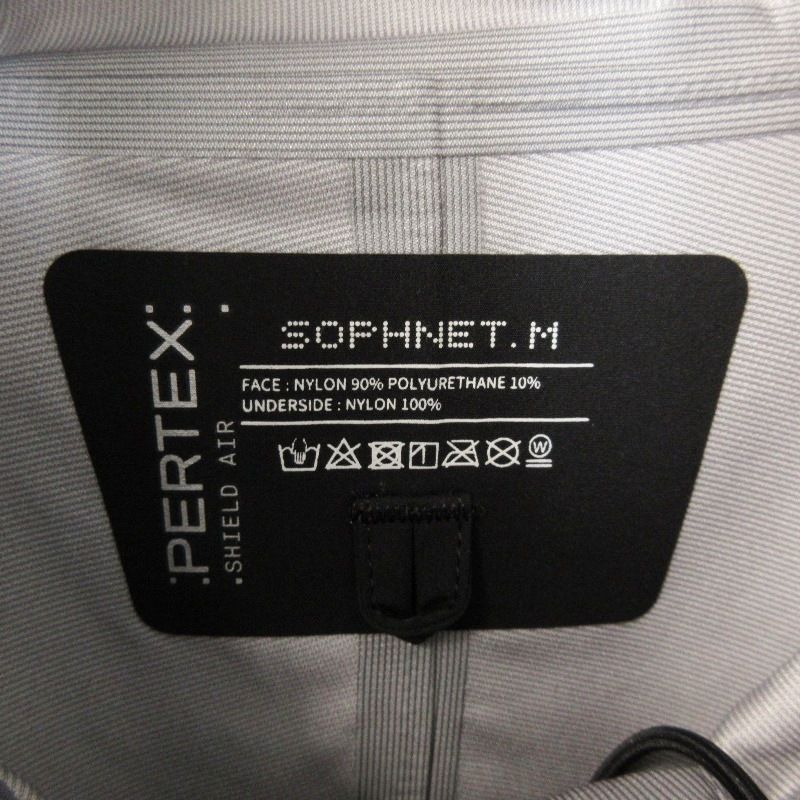 PERTEX
SHIELD AIR
SOPHNET. M
FACE : NYLON 90% POLYURETHANE 10%
UNDERSIDE : NYLON 100%
W